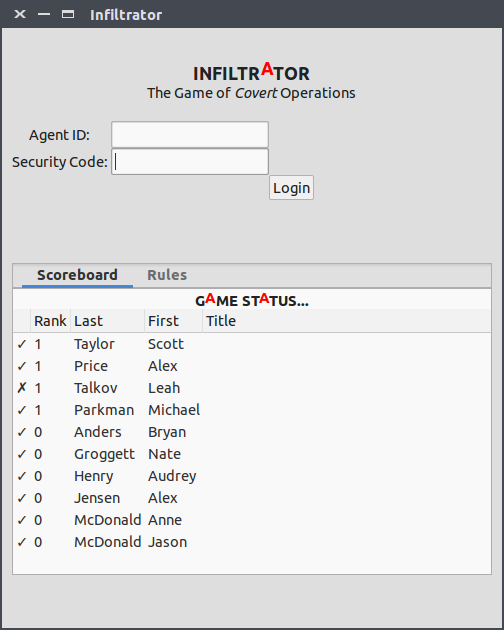 Infiltrator
INFILTRATOR
The Game of Covert Operations
Agent ID:
Security Code:
Login
Scoreboard Rules
GAME STATUS...
Rank Last First Title
✓ 1 Taylor Scott
✓ 1 Price Alex
✗ 1 Talkov Leah
✓ 1 Parkman Michael
✓ 0 Anders Bryan
✓ 0 Groggett Nate
✓ 0 Henry Audrey
✓ 0 Jensen Alex
✓ 0 McDonald Anne
✓ 0 McDonald Jason